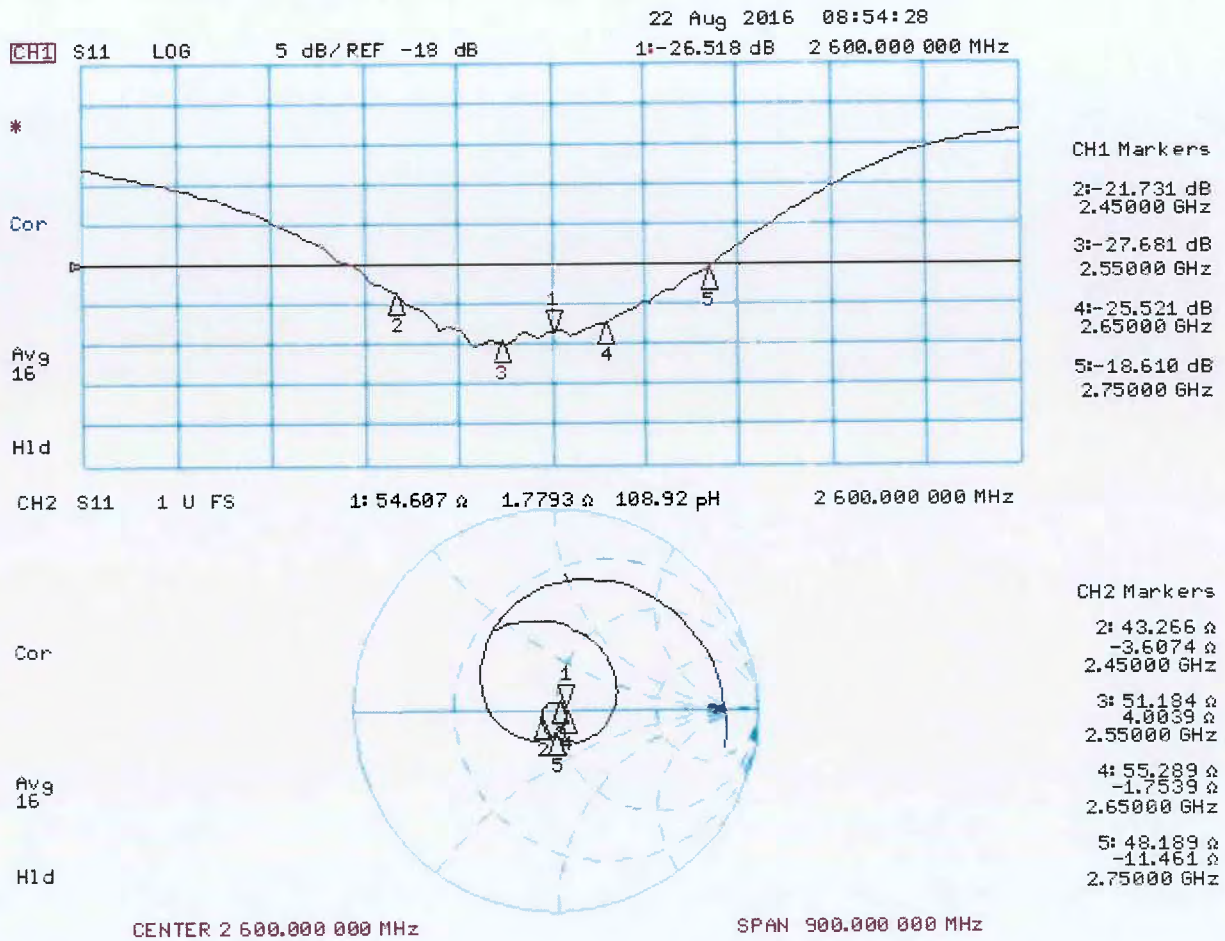 22 Aug 2016 08:54:28
CH1 S11 LOG 5 dB/REF -18 dB 1:-26.518 dB 2 600.000 000 MHz
*
CH1 Markers
2:-21.731 dB
2.45000 GHz
Cor
3:-27.681 dB
2.55000 GHz
4:-25.521 dB
2.65000 GHz
Avg
16
5:-18.610 dB
2.75000 GHz
Hld
1
2
3
4
5
CH2 S11 1 U FS 1: 54.607 Ω 1.7793 Ω 108.92 pH 2 600.000 000 MHz
CH2 Markers
2: 43.266 Ω
-3.6074 Ω
2.45000 GHz
Cor
3: 51.184 Ω
4.0039 Ω
2.55000 GHz
4: 55.289 Ω
-1.7539 Ω
2.65000 GHz
Avg
16
5: 48.189 Ω
-11.461 Ω
2.75000 GHz
Hld
1
2
4
5
CENTER 2 600.000 000 MHz SPAN 900.000 000 MHz